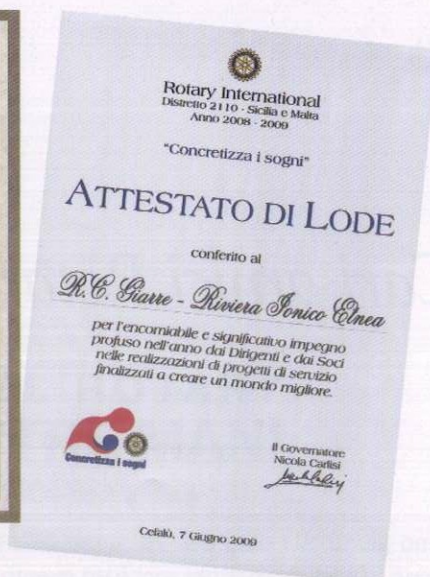 Rotary International
Distretto 2110 - Sicilia e Malta
Anno 2008 - 2009
"Concretizza i sogni"
ATTESTATO DI LODE
conferito al
R.C. Giarre - Riviera Jonico Etnea
per l'encomiabile e significativo impegno
profuso nell'anno dai Dirigenti e dai Soci
nelle realizzazioni di progetti di servizio
finalizzati a creare un mondo migliore.
Concretizza i sogni
Il Governatore
Nicola Carlisi
Cefalù, 7 Giugno 2009